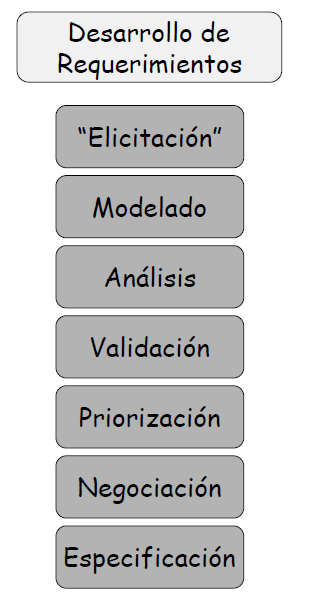 Desarrollo de
Requerimientos
“Elicitación”
Modelado
Análisis
Validación
Priorización
Negociación
Especificación